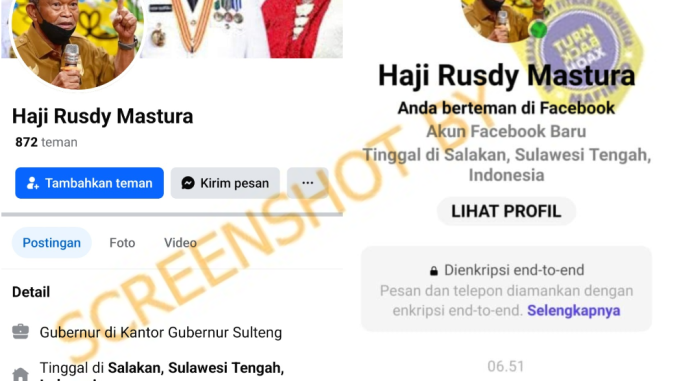 Haji Rusdy Mastura
872 teman
Tambahkan teman
Kirim pesan
...
Postingan
Foto
Video
Detail
Gubernur di Kantor Gubernur Sulteng
Tinggal di Salakan, Sulawesi Tengah,
Haji Rusdy Mastura
Anda berteman di Facebook
Akun Facebook Baru
Tinggal di Salakan, Sulawesi Tengah,
Indonesia
LIHAT PROFIL
Dienkripsi end-to-end
Pesan dan telepon diamankan dengan
enkripsi end-to-end. Selengkapnya
06.51
SCREENSHOT BY
TURN
BACK
HOAX
MAFINDO